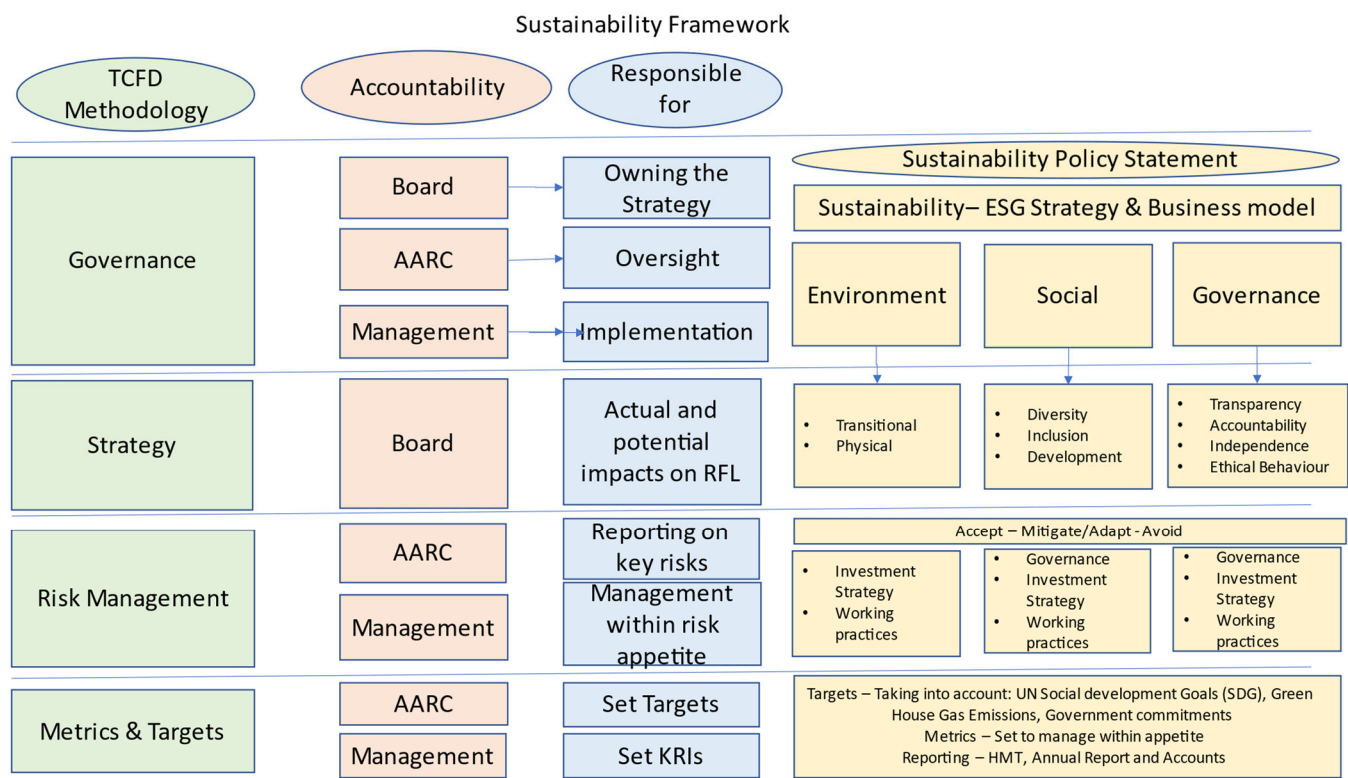 Sustainability Framework
TCFD
Methodology
Accountability
Responsible
for
Governance
Board
Owning the
Strategy
AARC
Oversight
Management
Implementation
Sustainability Policy Statement
Sustainability– ESG Strategy & Business model
Environment
Social
Governance
Strategy
Board
Actual and
potential
impacts on RFL
• Transitional
• Physical
• Diversity
• Inclusion
• Development
• Transparency
• Accountability
• Independence
• Ethical Behaviour
Risk Management
AARC
Reporting on
key risks
Management
Management
within risk
appetite
Accept – Mitigate/Adapt - Avoid
• Investment
Strategy
• Working
practices
• Governance
• Investment
Strategy
• Working
practices
• Governance
• Investment
Strategy
• Working
practices
Metrics & Targets
AARC
Set Targets
Management
Set KRIs
Targets – Taking into account: UN Social development Goals (SDG), Green
House Gas Emissions, Government commitments
Metrics – Set to manage within appetite
Reporting – HMT, Annual Report and Accounts